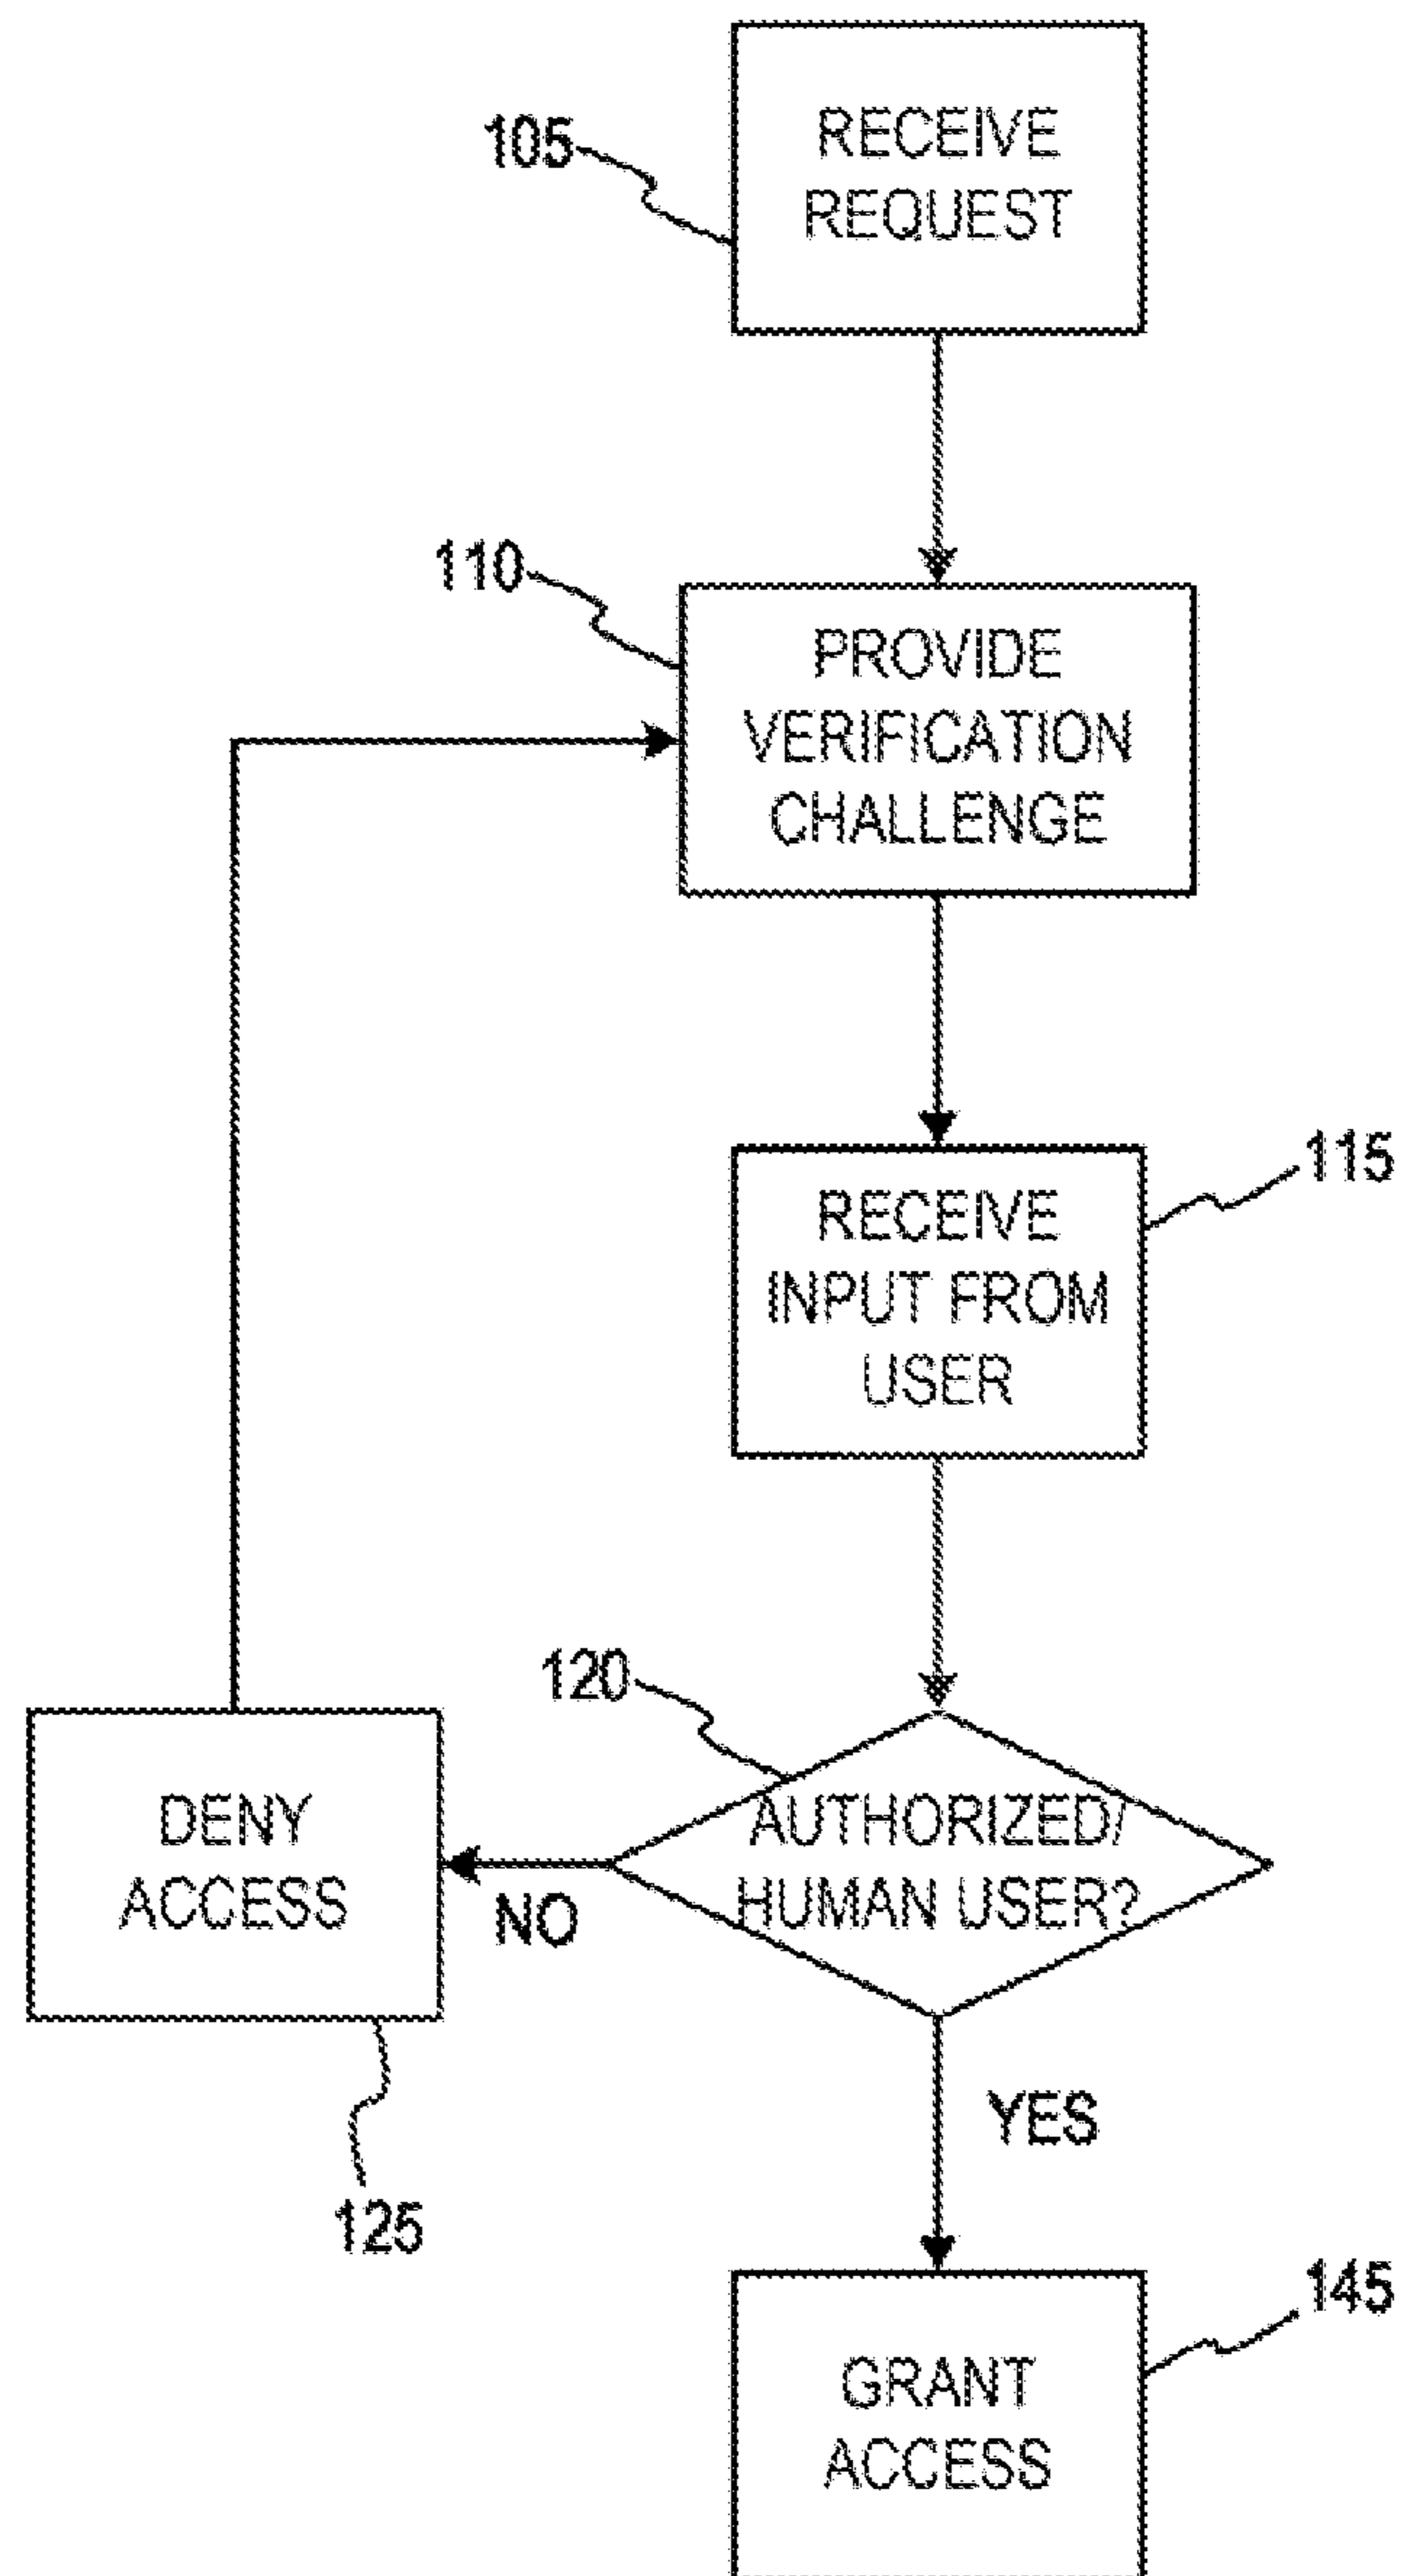 105
RECEIVE
REQUEST
110
PROVIDE
VERIFICATION
CHALLENGE
115
RECEIVE
INPUT FROM
USER
120
AUTHORIZED/
HUMAN USER?
NO
DENY
ACCESS
125
YES
145
GRANT
ACCESS